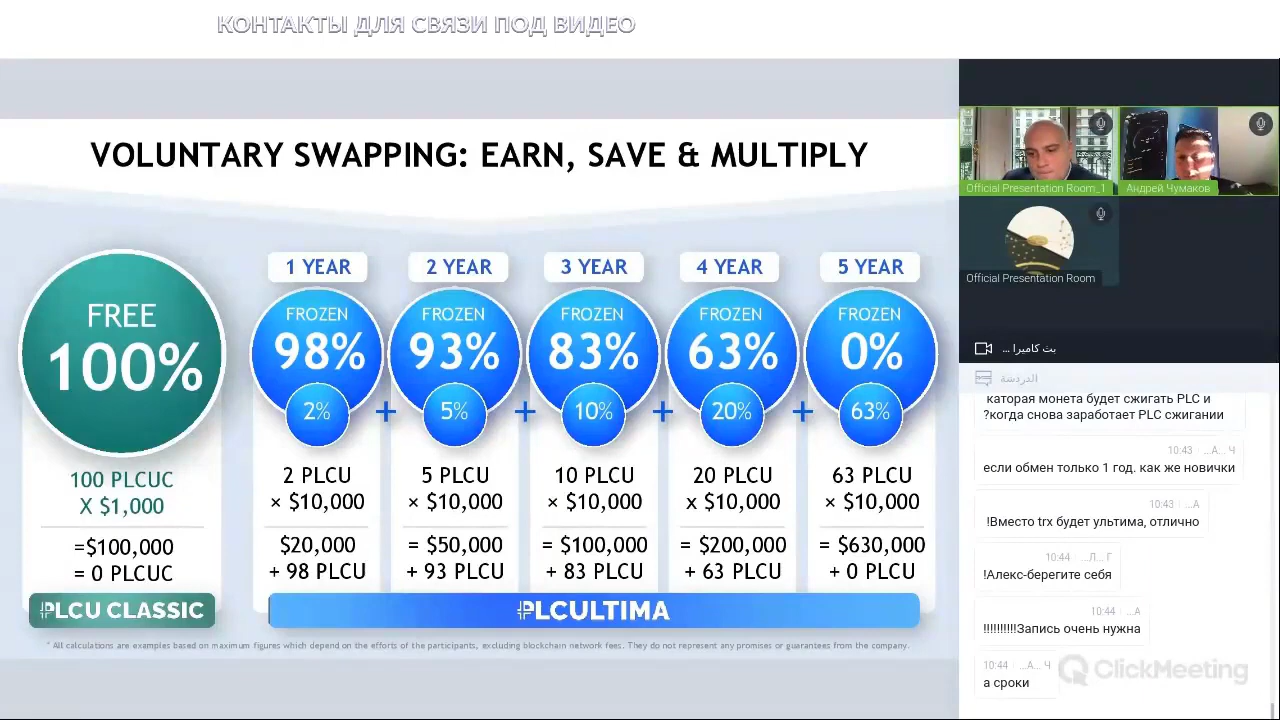 КОНТАКТЫ ДЛЯ СВЯЗИ ПОД ВИДЕО
VOLUNTARY SWAPPING: EARN, SAVE & MULTIPLY
FREE
100%
100 PLCUC
X $1,000
=$100,000
= 0 PLCUC
PLCU CLASSIC
1 YEAR
FROZEN
98%
2%
2 PLCU
× $10,000
$20,000
+ 98 PLCU
+
2 YEAR
FROZEN
93%
5%
5 PLCU
× $10,000
= $50,000
+ 93 PLCU
+
3 YEAR
FROZEN
83%
10%
10 PLCU
× $10,000
= $100,000
+ 83 PLCU
+
4 YEAR
FROZEN
63%
20%
20 PLCU
x $10,000
= $200,000
+ 63 PLCU
+
5 YEAR
FROZEN
0%
63%
63 PLCU
× $10,000
= $630,000
+ 0 PLCU
PLCULTIMA
* All calculations are examples based on maximum figures which depend on the efforts of the participants, excluding blockchain network fees. They do not represent any promises or guarantees from the company.
Official Presentation Room_1
Андрей Чумаков
Official Presentation Room
بث كاميرا ...
الدردشة
каторая монета будет сжигать PLC и
?когда снова заработает PLC сжигании
10:43 ...А... Ч
если обмен только 1 год. как же новички
10:43 ...А
!Вместо trx будет ультима, отлично
10:44 ...Л... Г
!Алекс-берегите себя
10:44 ...А
!!!!!!!!!!Запись очень нужна
10:44 ...А... Ч
а сроки
ClickMeeting